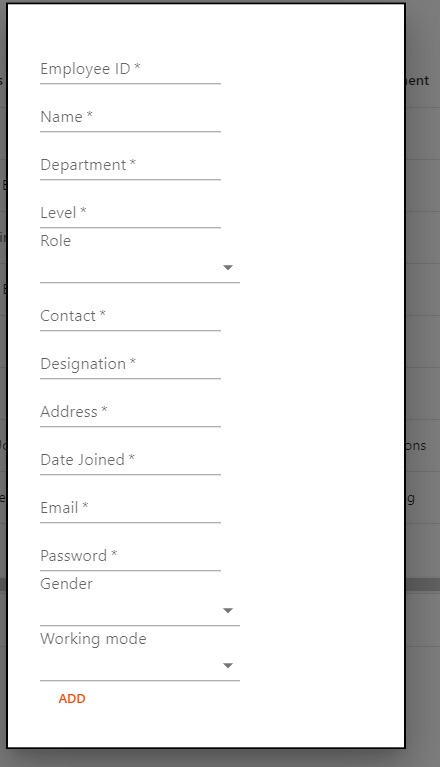 Employee ID *
Name *
Department *
Level *
Role
Contact *
Designation *
Address *
Date Joined *
Email *
Password *
Gender
Working mode
ADD